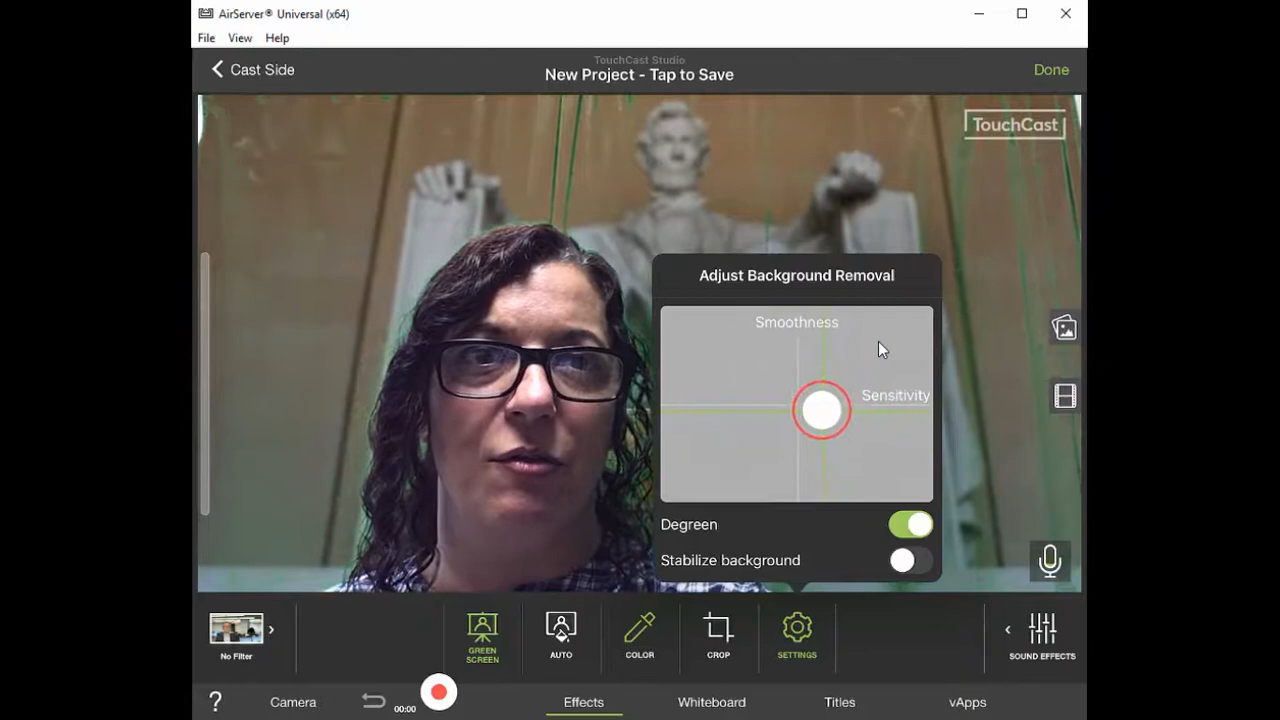 AirServer® Universal (x64)
File View Help
Cast Side
TouchCast Studio
New Project - Tap to Save
Done
TouchCast
Adjust Background Removal
Smoothness
Sensitivity
Degreen
Stabilize background
No Filter
GREEN SCREEN
AUTO
COLOR
CROP
SETTINGS
SOUND EFFECTS
?
Camera
00:00
Effects
Whiteboard
Titles
vApps